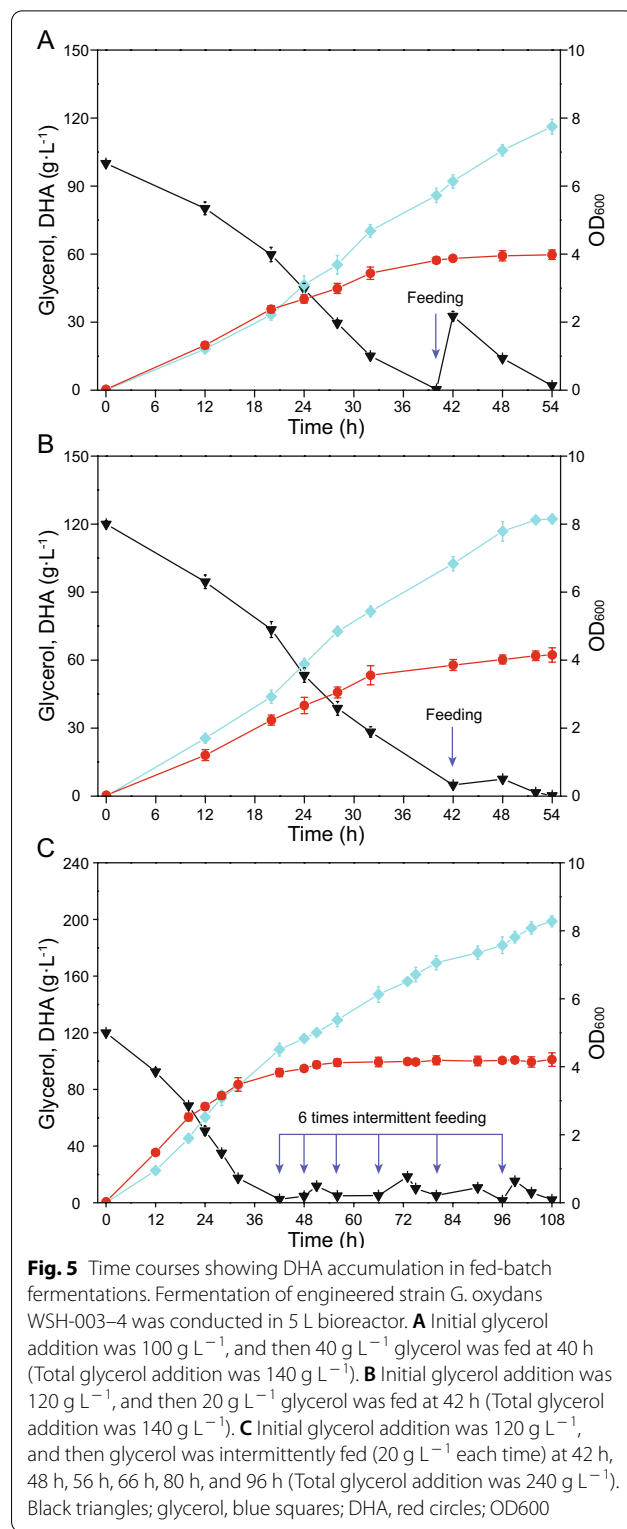 A
150
120
90
60
30
0
Glycerol, DHA (g·L⁻¹)
10
8
6
4
2
0
OD₆₀₀
Feeding
0 6 12 18 24 30 36 42 48 54
Time (h)
B
150
120
90
60
30
0
Glycerol, DHA (g·L⁻¹)
10
8
6
4
2
0
OD₆₀₀
Feeding
0 6 12 18 24 30 36 42 48 54
Time (h)
C
240
200
160
120
80
40
0
Glycerol, DHA (g·L⁻¹)
10
8
6
4
2
0
OD₆₀₀
6 times intermittent feeding
0 12 24 36 48 60 72 84 96 108
Time (h)
Fig. 5 Time courses showing DHA accumulation in fed-batch
fermentations. Fermentation of engineered strain G. oxydans
WSH-003–4 was conducted in 5 L bioreactor. A Initial glycerol
addition was 100 g L⁻¹, and then 40 g L⁻¹ glycerol was fed at 40 h
(Total glycerol addition was 140 g L⁻¹). B Initial glycerol addition was
120 g L⁻¹, and then 20 g L⁻¹ glycerol was fed at 42 h (Total glycerol
addition was 140 g L⁻¹). C Initial glycerol addition was 120 g L⁻¹,
and then glycerol was intermittently fed (20 g L⁻¹ each time) at 42 h,
48 h, 56 h, 66 h, 80 h, and 96 h (Total glycerol addition was 240 g L⁻¹).
Black triangles; glycerol, blue squares; DHA, red circles; OD600